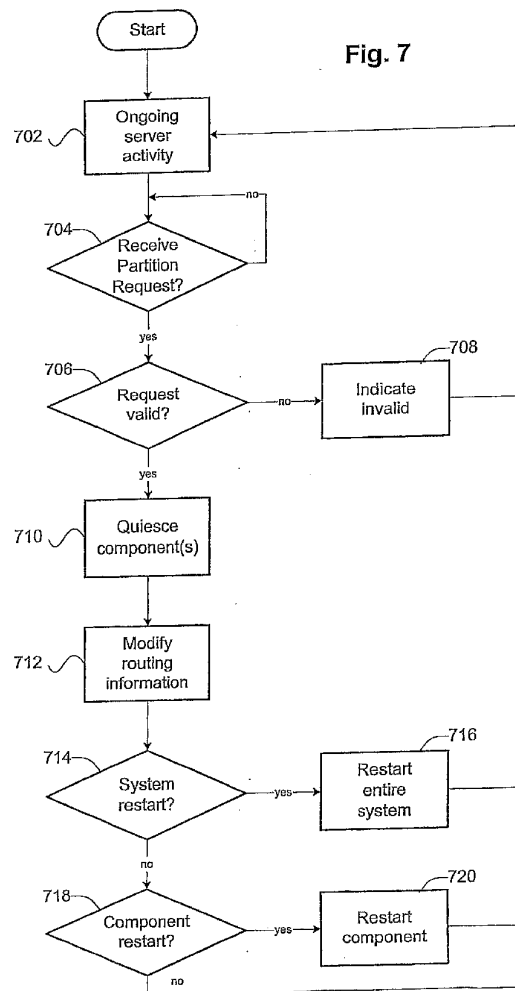 Start
Fig. 7
702
Ongoing
server
activity
no
704
Receive
Partition
Request?
yes
706
Request
valid?
no
708
Indicate
invalid
yes
710
Quiesce
component(s)
712
Modify
routing
information
714
System
restart?
yes
716
Restart
entire
system
no
718
Component
restart?
yes
720
Restart
component
no